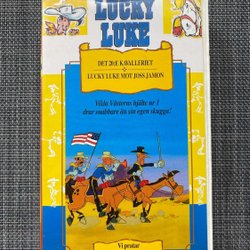 LUCKY
LUKE
DET 20:E KAVALLERIET
LUCKY LUKE MOT JOSS JAMON
Vilda Västerns hjälte nr 1
drar snabbare än sin egen skugga!
Vi pratar